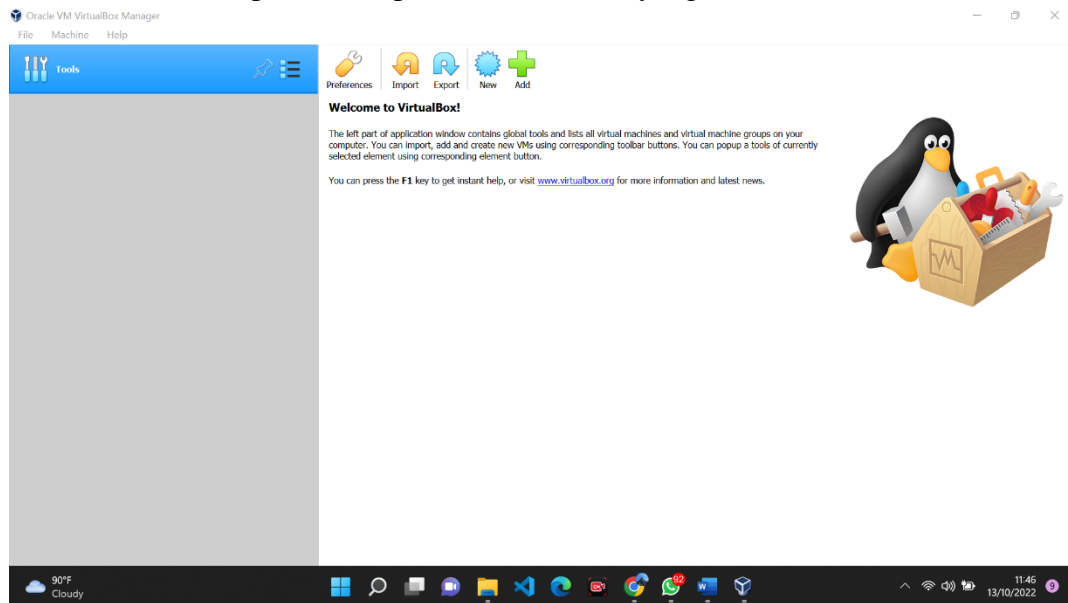 Oracle VM VirtualBox Manager
File Machine Help
Tools
Preferences Import Export New Add
Welcome to VirtualBox!
The left part of application window contains global tools and lists all virtual machines and virtual machine groups on your
computer. You can import, add and create new VMs using corresponding toolbar buttons. You can popup a tools of currently
selected element using corresponding element button.
You can press the F1 key to get instant help, or visit www.virtualbox.org for more information and latest news.
90°F
Cloudy
92
11:46
13/10/2022
9